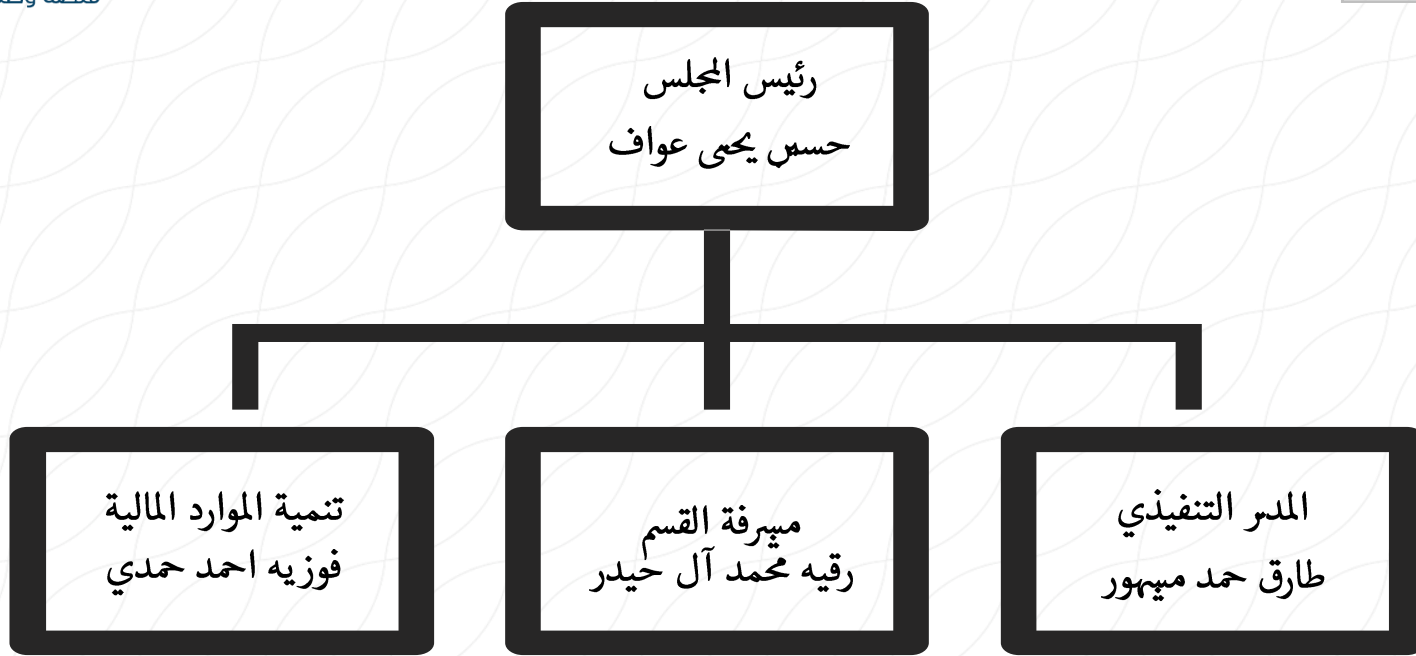 رئيس المجلس
حسين يحيى عواف
المدير التنفيذي
طارق حمد مشهور
مشرفة القسم
رقيه محمد آل حيدر
تنمية الموارد المالية
فوزيه احمد حمدي